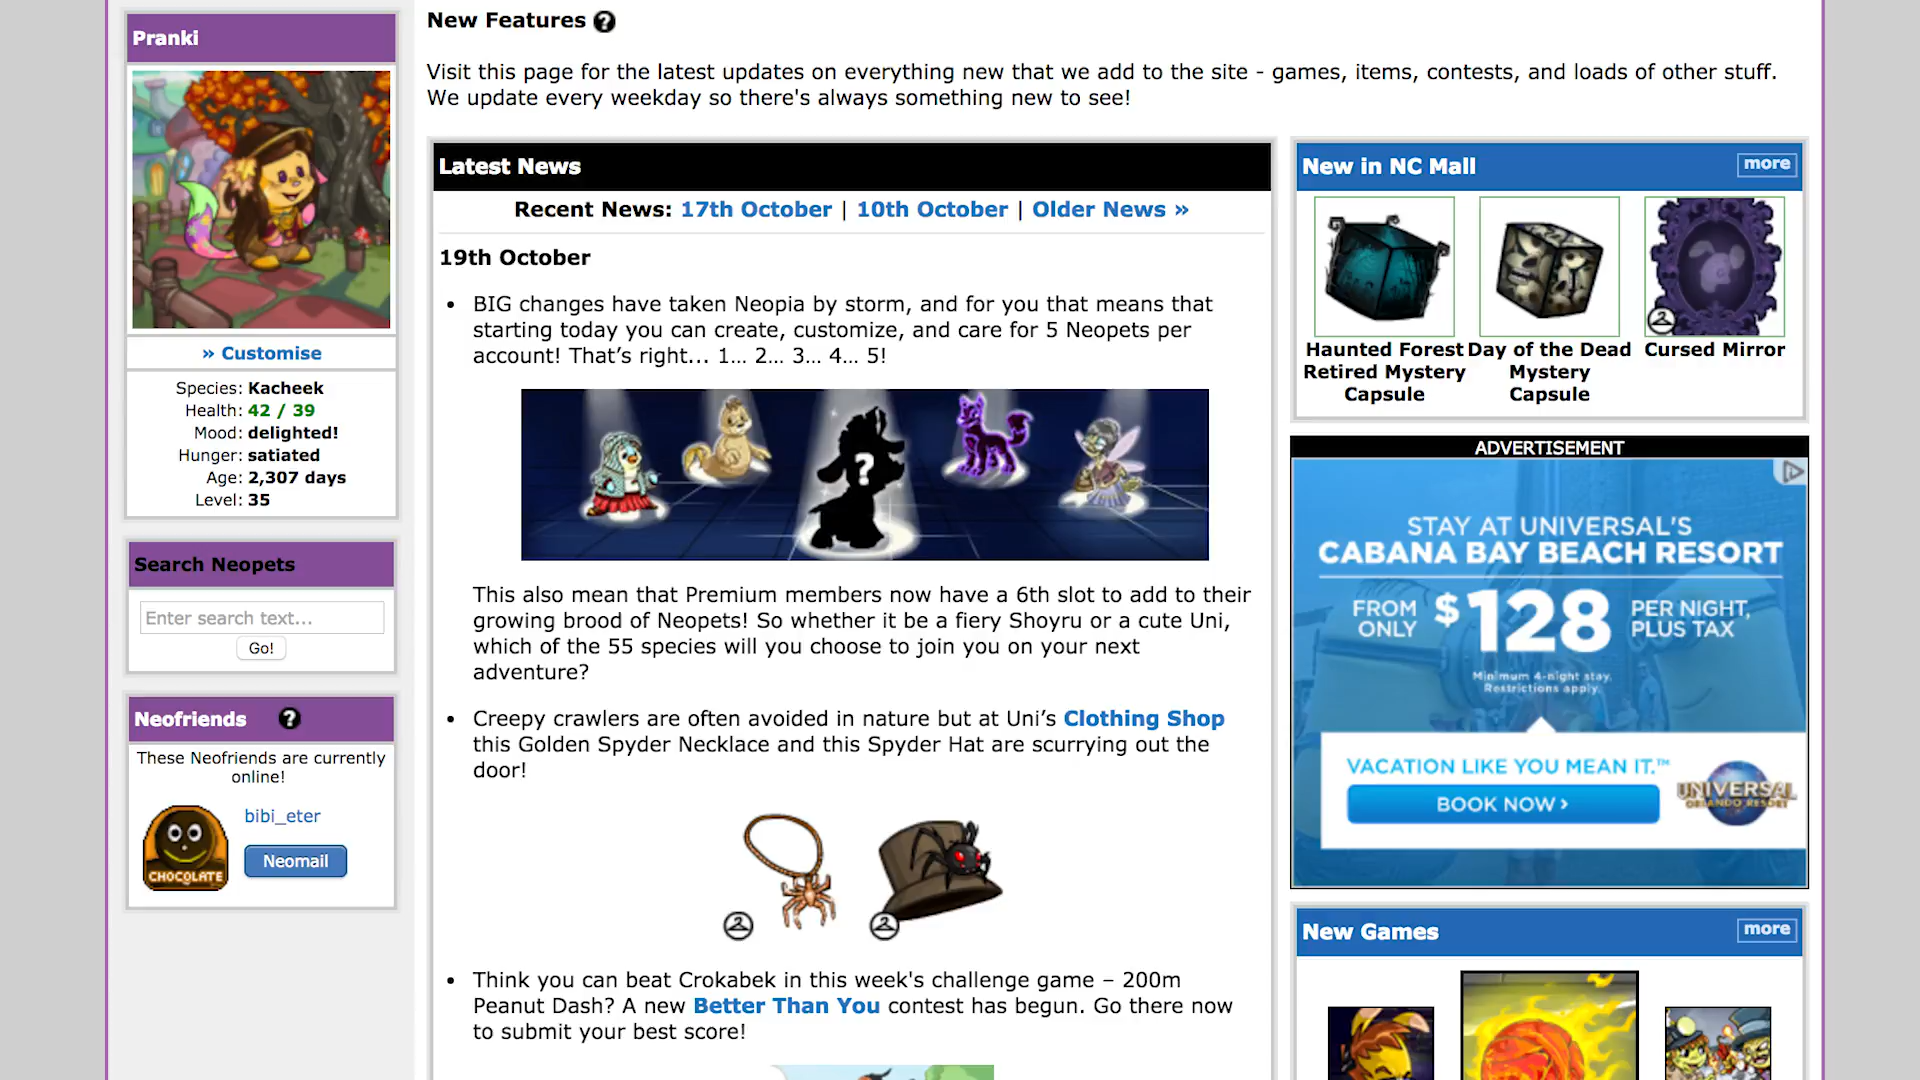 Pranki
» Customise
Species: Kacheek
Health: 42 / 39
Mood: delighted!
Hunger: satiated
Age: 2,307 days
Level: 35
Search Neopets
Enter search text...
Go!
Neofriends ?
These Neofriends are currently
online!
bibi_eter
Neomail
CHOCOLATE
New Features ?
Visit this page for the latest updates on everything new that we add to the site - games, items, contests, and loads of other stuff.
We update every weekday so there's always something new to see!
Latest News
Recent News: 17th October | 10th October | Older News »
19th October
• BIG changes have taken Neopia by storm, and for you that means that
starting today you can create, customize, and care for 5 Neopets per
account! That’s right... 1… 2… 3… 4… 5!
?
This also mean that Premium members now have a 6th slot to add to their
growing brood of Neopets! So whether it be a fiery Shoyru or a cute Uni,
which of the 55 species will you choose to join you on your next
adventure?
• Creepy crawlers are often avoided in nature but at Uni’s Clothing Shop
this Golden Spyder Necklace and this Spyder Hat are scurrying out the
door!
• Think you can beat Crokabek in this week's challenge game – 200m
Peanut Dash? A new Better Than You contest has begun. Go there now
to submit your best score!
New in NC Mall more
Haunted Forest
Retired Mystery
Capsule
Day of the Dead
Mystery
Capsule
Cursed Mirror
ADVERTISEMENT
STAY AT UNIVERSAL'S
CABANA BAY BEACH RESORT
FROM
ONLY
$128
PER NIGHT,
PLUS TAX
Minimum 4-night stay.
Restrictions apply.
VACATION LIKE YOU MEAN IT.™
BOOK NOW ›
UNIVERSAL
ORLANDO RESORT
New Games more